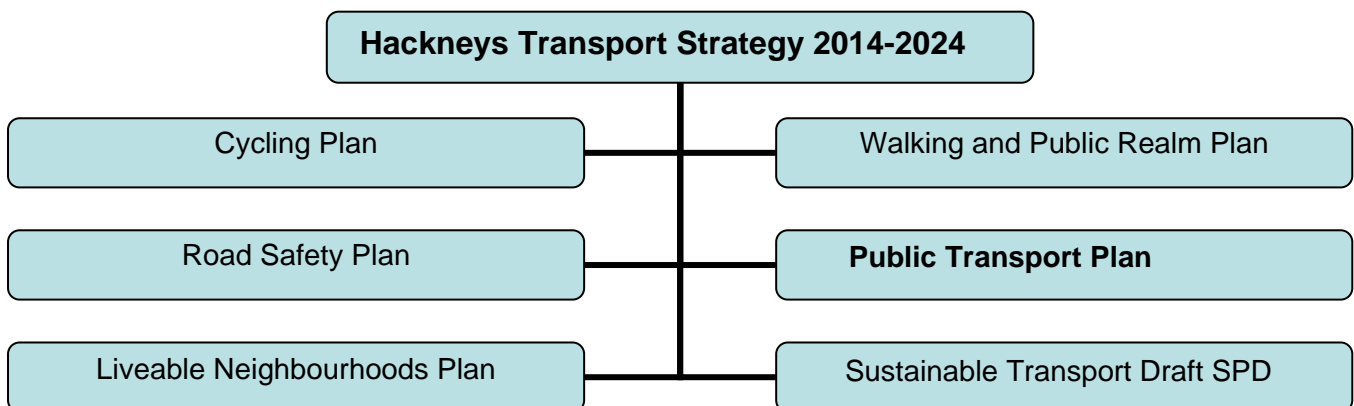 Hackneys Transport Strategy 2014-2024
Cycling Plan
Walking and Public Realm Plan
Road Safety Plan
Public Transport Plan
Liveable Neighbourhoods Plan
Sustainable Transport Draft SPD